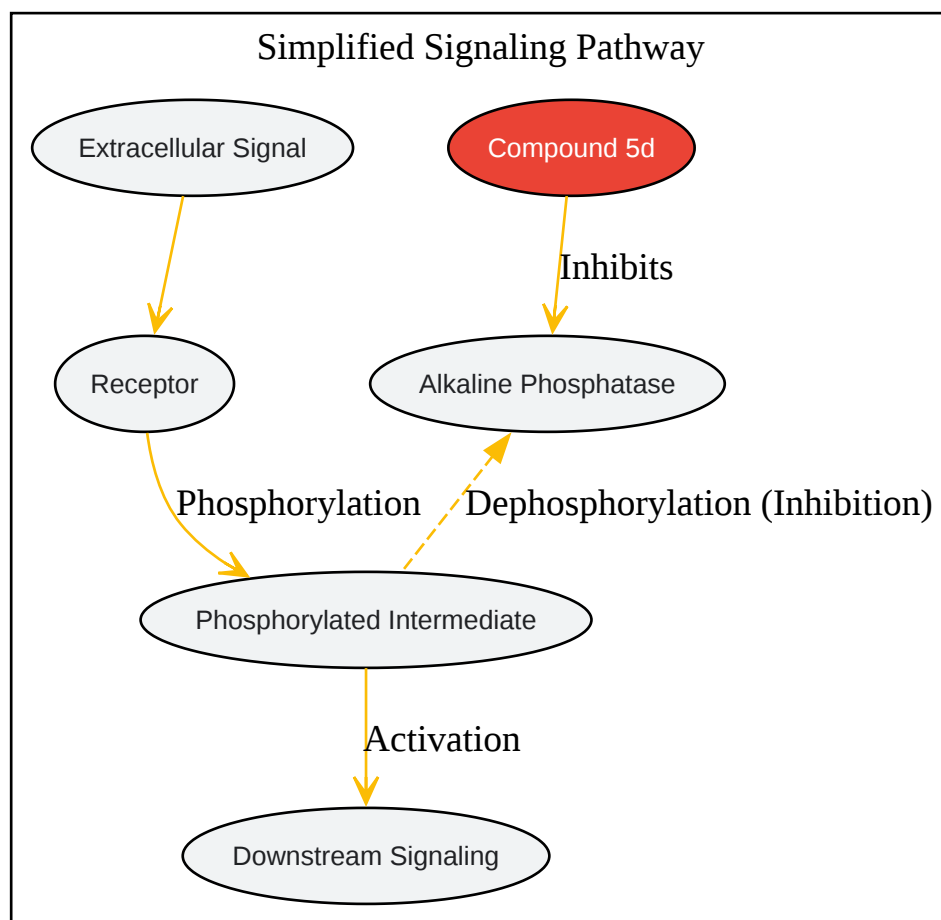 Simplified Signaling Pathway
Extracellular Signal
Compound 5d
Inhibits
Receptor
Alkaline Phosphatase
Phosphorylation
Dephosphorylation (Inhibition)
Phosphorylated Intermediate
Activation
Downstream Signaling